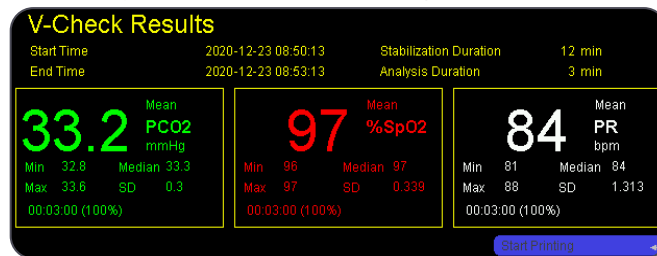 V-Check Results
Start Time 2020-12-23 08:50:13 Stabilization Duration 12 min
End Time 2020-12-23 08:53:13 Analysis Duration 3 min
Mean
33.2 PCO2
mmHg
Min 32.8 Median 33.3
Max 33.6 SD 0.3
00:03:00 (100%)
Mean
97 %SpO2
Min 96 Median 97
Max 97 SD 0.339
00:03:00 (100%)
Mean
84 PR
bpm
Min 81 Median 84
Max 88 SD 1.313
00:03:00 (100%)
Start Printing